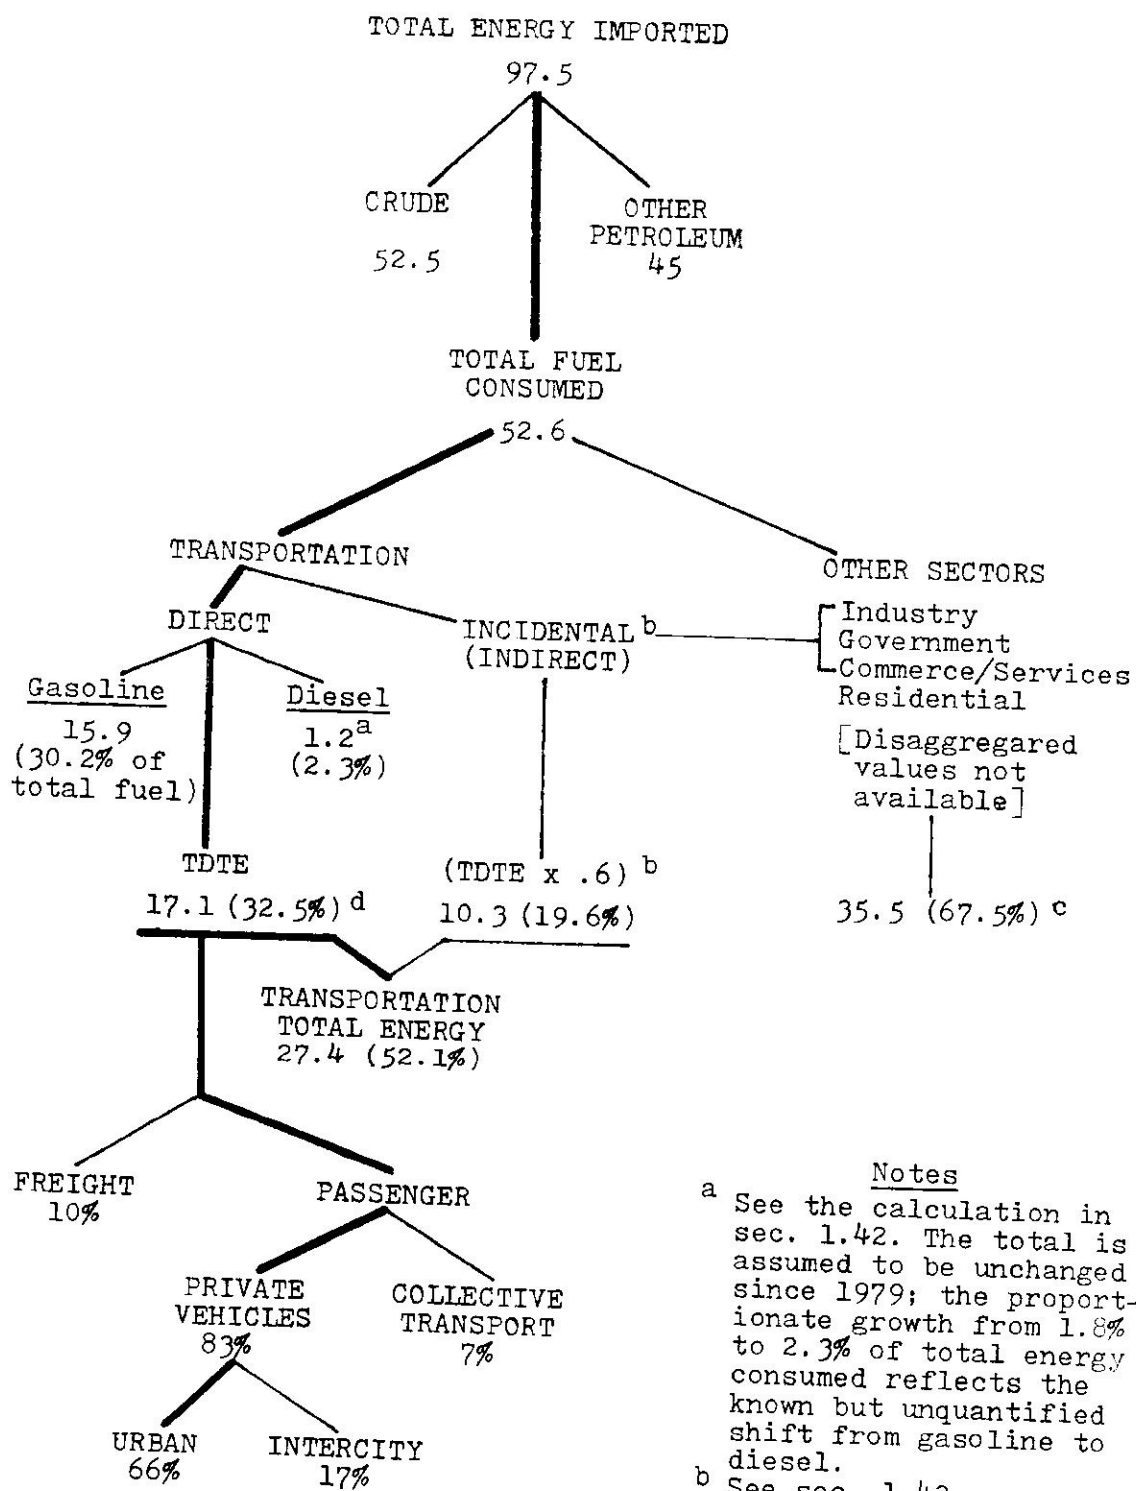 TOTAL ENERGY IMPORTED
97.5
CRUDE
52.5
OTHER
PETROLEUM
45
TOTAL FUEL
CONSUMED
52.6
TRANSPORTATION
OTHER SECTORS
DIRECT
INCIDENTAL b
(INDIRECT)
Industry
Government
Commerce/Services
Residential
[Disaggregared
values not
available]
Gasoline
15.9
(30.2% of
total fuel)
Diesel
1.2a
(2.3%)
TDTE
17.1 (32.5%) d
(TDTE x .6) b
10.3 (19.6%)
35.5 (67.5%) c
TRANSPORTATION
TOTAL ENERGY
27.4 (52.1%)
FREIGHT
10%
PASSENGER
PRIVATE
VEHICLES
83%
COLLECTIVE
TRANSPORT
7%
URBAN
66%
INTERCITY
17%
Notes
a See the calculation in
sec. 1.42. The total is
assumed to be unchanged
since 1979; the proport-
ionate growth from 1.8%
to 2.3% of total energy
consumed reflects the
known but unquantified
shift from gasoline to
diesel.
b See sec.